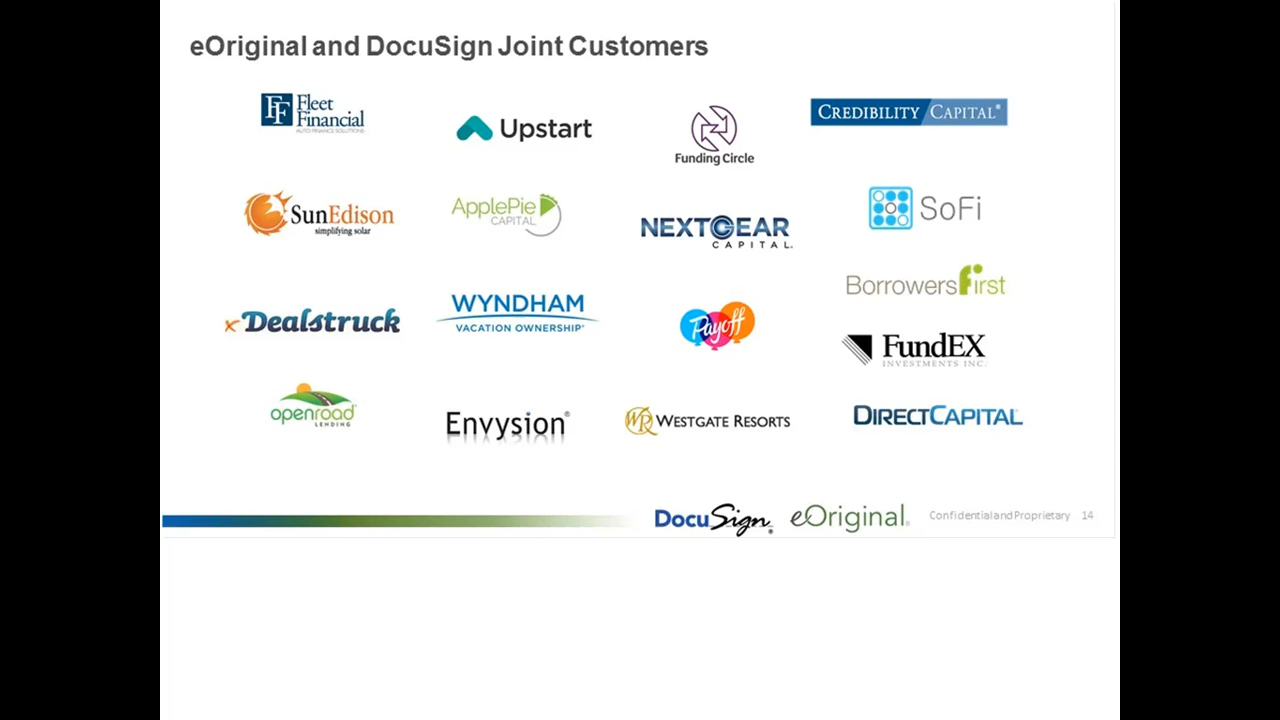 eOriginal and DocuSign Joint Customers
FF Fleet
Financial
AUTO FINANCE SOLUTIONS
Upstart
Funding Circle
CREDIBILITY CAPITAL®
SunEdison
simplifying solar
ApplePie
CAPITAL
NEXTGEAR
CAPITAL.
SoFi
BorrowersFirst
Dealstruck
WYNDHAM
VACATION OWNERSHIP®
Payoff
FundEX
INVESTMENTS INC.
openroad
LENDING
Envysion®
WR WESTGATE RESORTS
DIRECTCAPITAL
DocuSign®
eOriginal®
Confidential and Proprietary 14